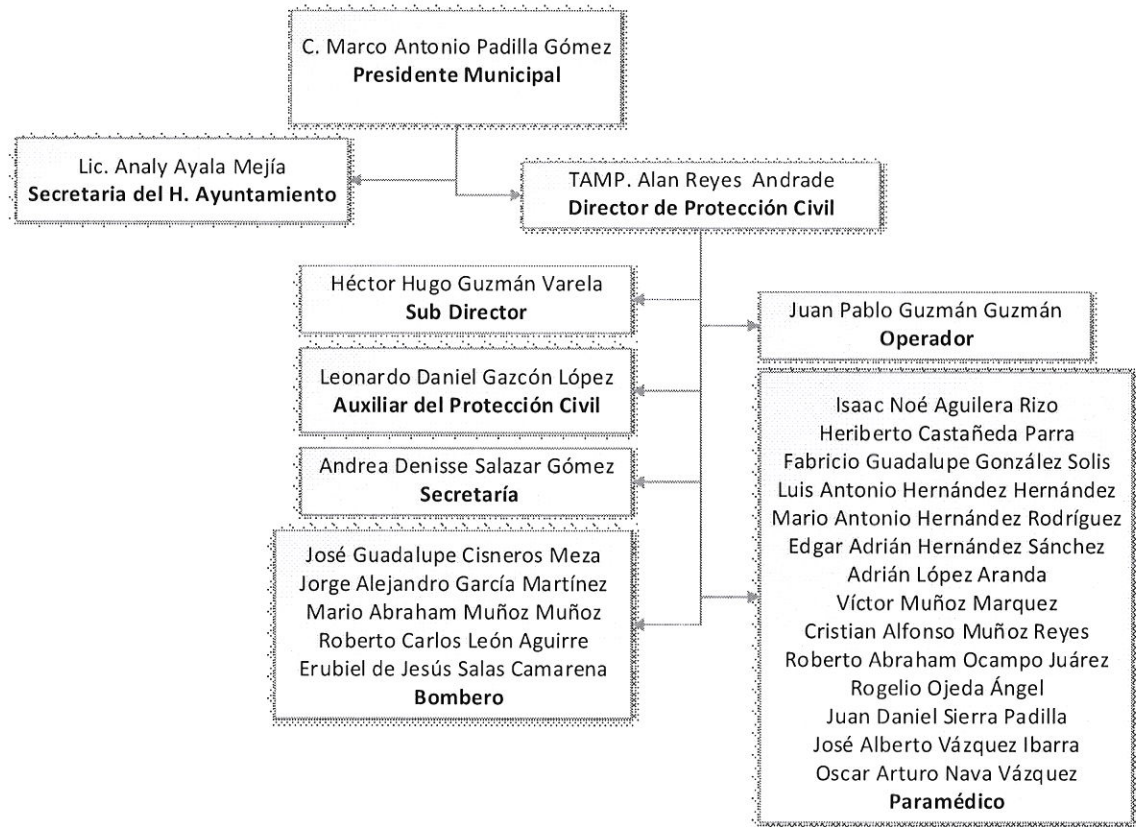 C. Marco Antonio Padilla Gómez
Presidente Municipal
Lic. Analy Ayala Mejía
Secretaria del H. Ayuntamiento
TAMP. Alan Reyes Andrade
Director de Protección Civil
Héctor Hugo Guzmán Varela
Sub Director
Juan Pablo Guzmán Guzmán
Operador
Leonardo Daniel Gazcón López
Auxiliar del Protección Civil
Andrea Denisse Salazar Gómez
Secretaría
José Guadalupe Cisneros Meza
Jorge Alejandro García Martínez
Mario Abraham Muñoz Muñoz
Roberto Carlos León Aguirre
Erubiel de Jesús Salas Camarena
Bombero
Isaac Noé Aguilera Rizo
Heriberto Castañeda Parra
Fabricio Guadalupe González Solis
Luis Antonio Hernández Hernández
Mario Antonio Hernández Rodríguez
Edgar Adrián Hernández Sánchez
Adrián López Aranda
Víctor Muñoz Marquez
Cristian Alfonso Muñoz Reyes
Roberto Abraham Ocampo Juárez
Rogelio Ojeda Ángel
Juan Daniel Sierra Padilla
José Alberto Vázquez Ibarra
Oscar Arturo Nava Vázquez
Paramédico